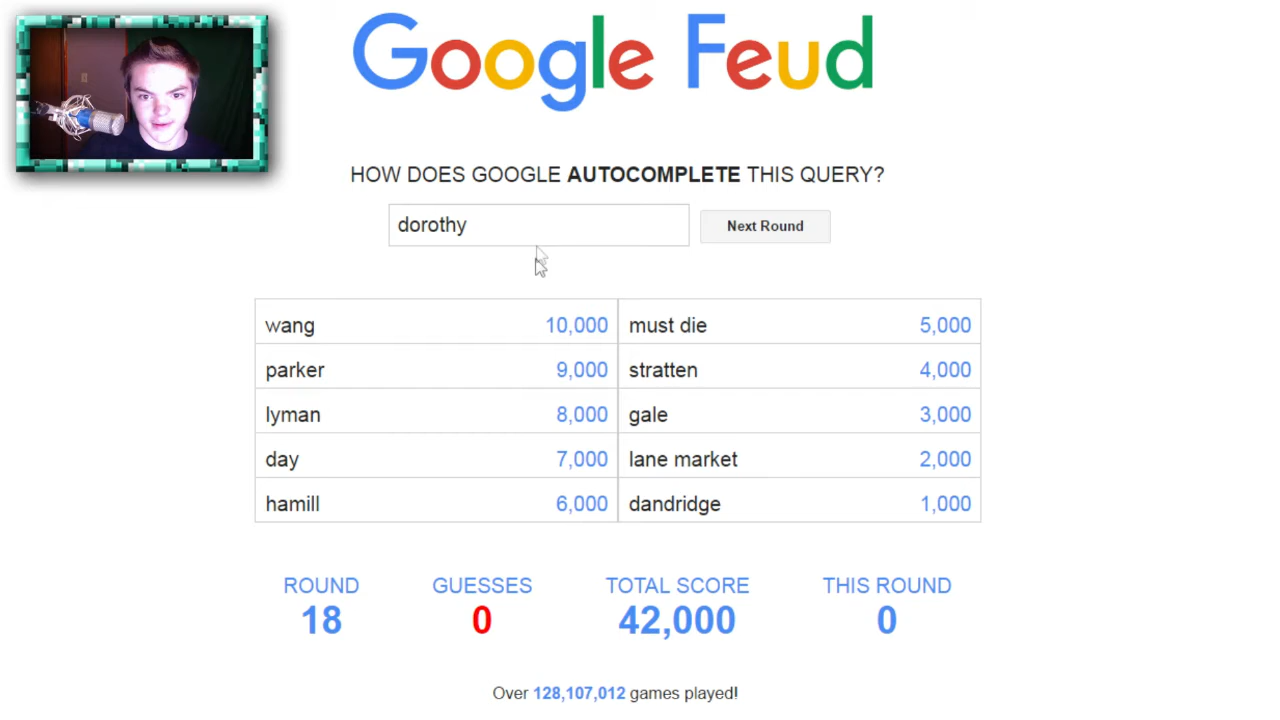 Google Feud
HOW DOES GOOGLE AUTOCOMPLETE THIS QUERY?
dorothy Next Round
wang 10,000 must die 5,000
parker 9,000 stratten 4,000
lyman 8,000 gale 3,000
day 7,000 lane market 2,000
hamill 6,000 dandridge 1,000
ROUND GUESSES TOTAL SCORE THIS ROUND
18 0 42,000 0
Over 128,107,012 games played!